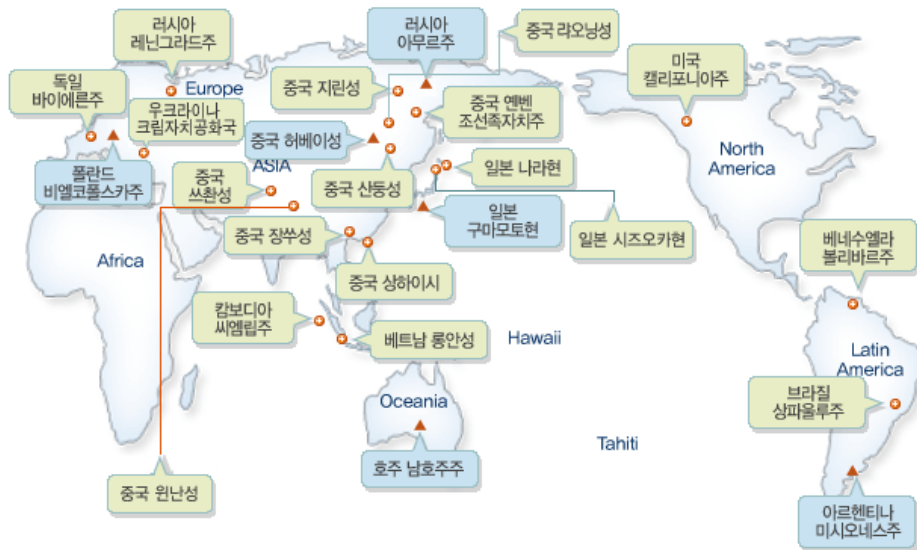 러시아
레닌그라드주
러시아
아무르주
중국 랴오닝성
미국
캘리포니아주
독일
바이에른주
Europe
중국 지린성
우크라이나
크림자치공화국
중국 옌벤
조선족자치주
중국 허베이성
North
America
ASIA
폴란드
비엘코폴스카주
중국
쓰촨성
중국 산둥성
일본 나라현
일본
구마모토현
일본 시즈오카현
중국 장쑤성
Africa
베네수엘라
볼리바르주
중국 상하이시
캄보디아
씨엠립주
베트남 롱안성
Hawaii
Latin
America
브라질
상파울루주
Oceania
Tahiti
호주 남호주주
중국 윈난성
아르헨티나
미시오네스주